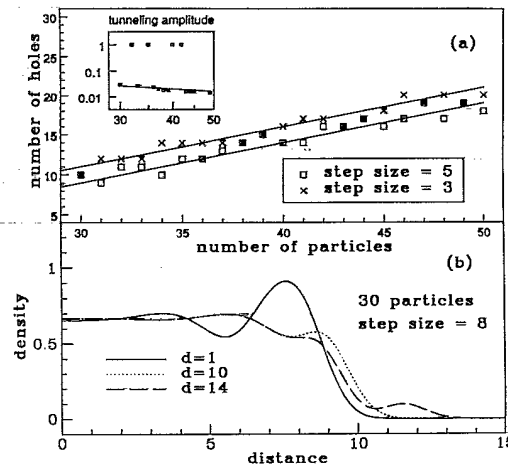 tunneling amplitude
1
0.1
0.01
30
40
50
(a)
number of holes
30
25
20
15
10
5
□ step size = 5
× step size = 3
30
35
40
45
50
number of particles
(b)
density
1
0.5
0
30 particles
step size = 8
d=1
d=10
d=14
0
5
10
15
distance